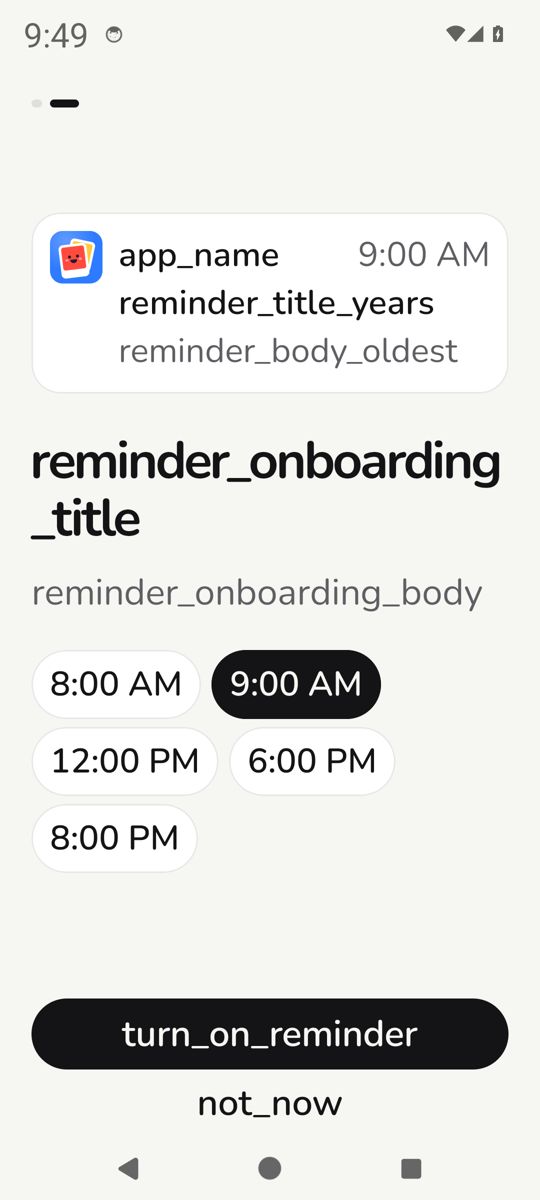 9:49
app_name 9:00 AM
reminder_title_years
reminder_body_oldest
reminder_onboarding
_title
reminder_onboarding_body
8:00 AM 9:00 AM
12:00 PM 6:00 PM
8:00 PM
turn_on_reminder
not_now